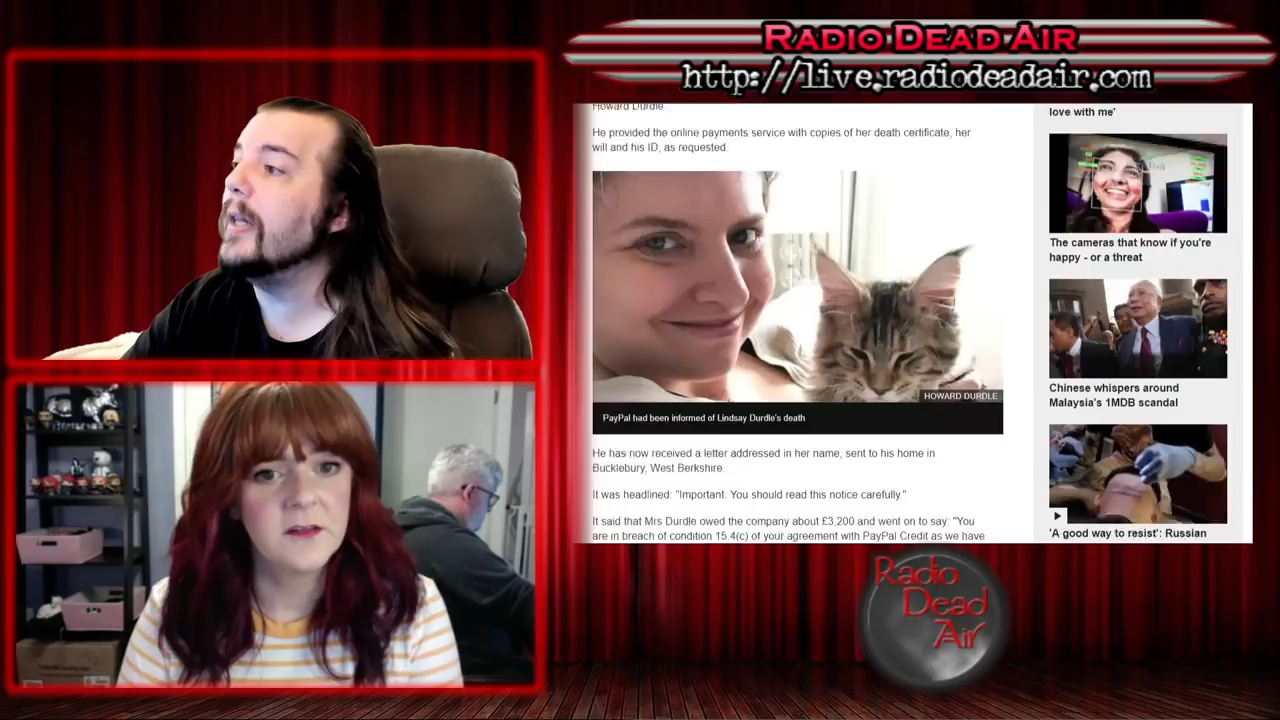 RADIO DEAD AIR
http://live.radiodeadair.com
Howard Durdle
He provided the online payments service with copies of her death certificate, her
will and his ID, as requested.
HOWARD DURDLE
PayPal had been informed of Lindsay Durdle's death
He has now received a letter addressed in her name, sent to his home in
Bucklebury, West Berkshire.
It was headlined: "Important: You should read this notice carefully."
It said that Mrs Durdle owed the company about £3,200 and went on to say: "You
are in breach of condition 15.4(c) of your agreement with PayPal Credit as we have
love with me'
The cameras that know if you're
happy - or a threat
Chinese whispers around
Malaysia's 1MDB scandal
'A good way to resist': Russian
Radio
Dead
Air